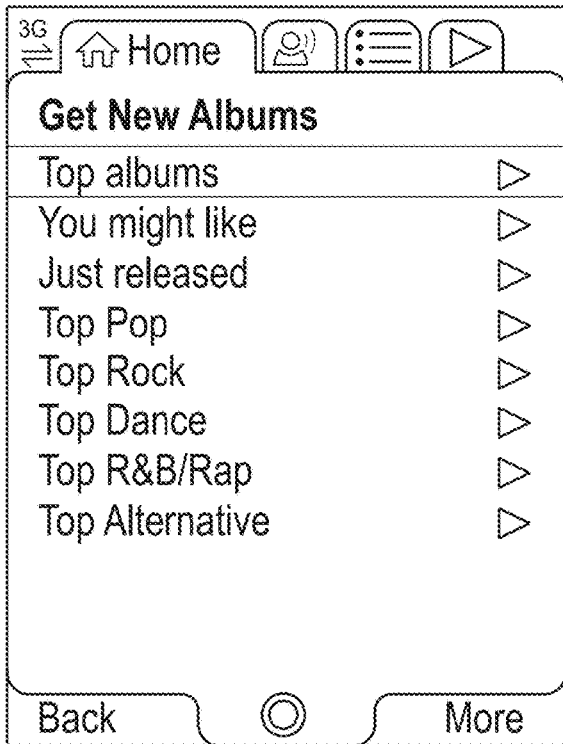 3G
Home
Get New Albums
Top albums
You might like
Just released
Top Pop
Top Rock
Top Dance
Top R&B/Rap
Top Alternative
Back More